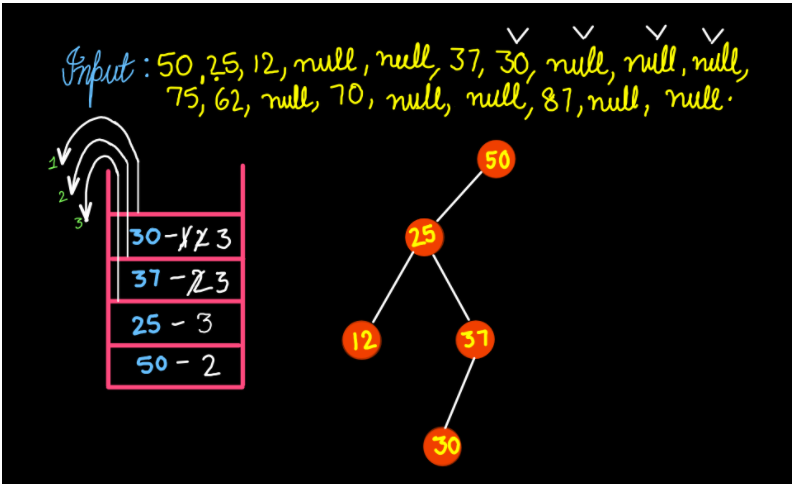 Input : 50, 25, 12, null, null, 37, 30, null, null, null,
75, 62, null, 70, null, null, 87, null, null.
1
2
3
30 - 1 2 3
37 - 2 3
25 - 3
50 - 2
50
25
12
37
30